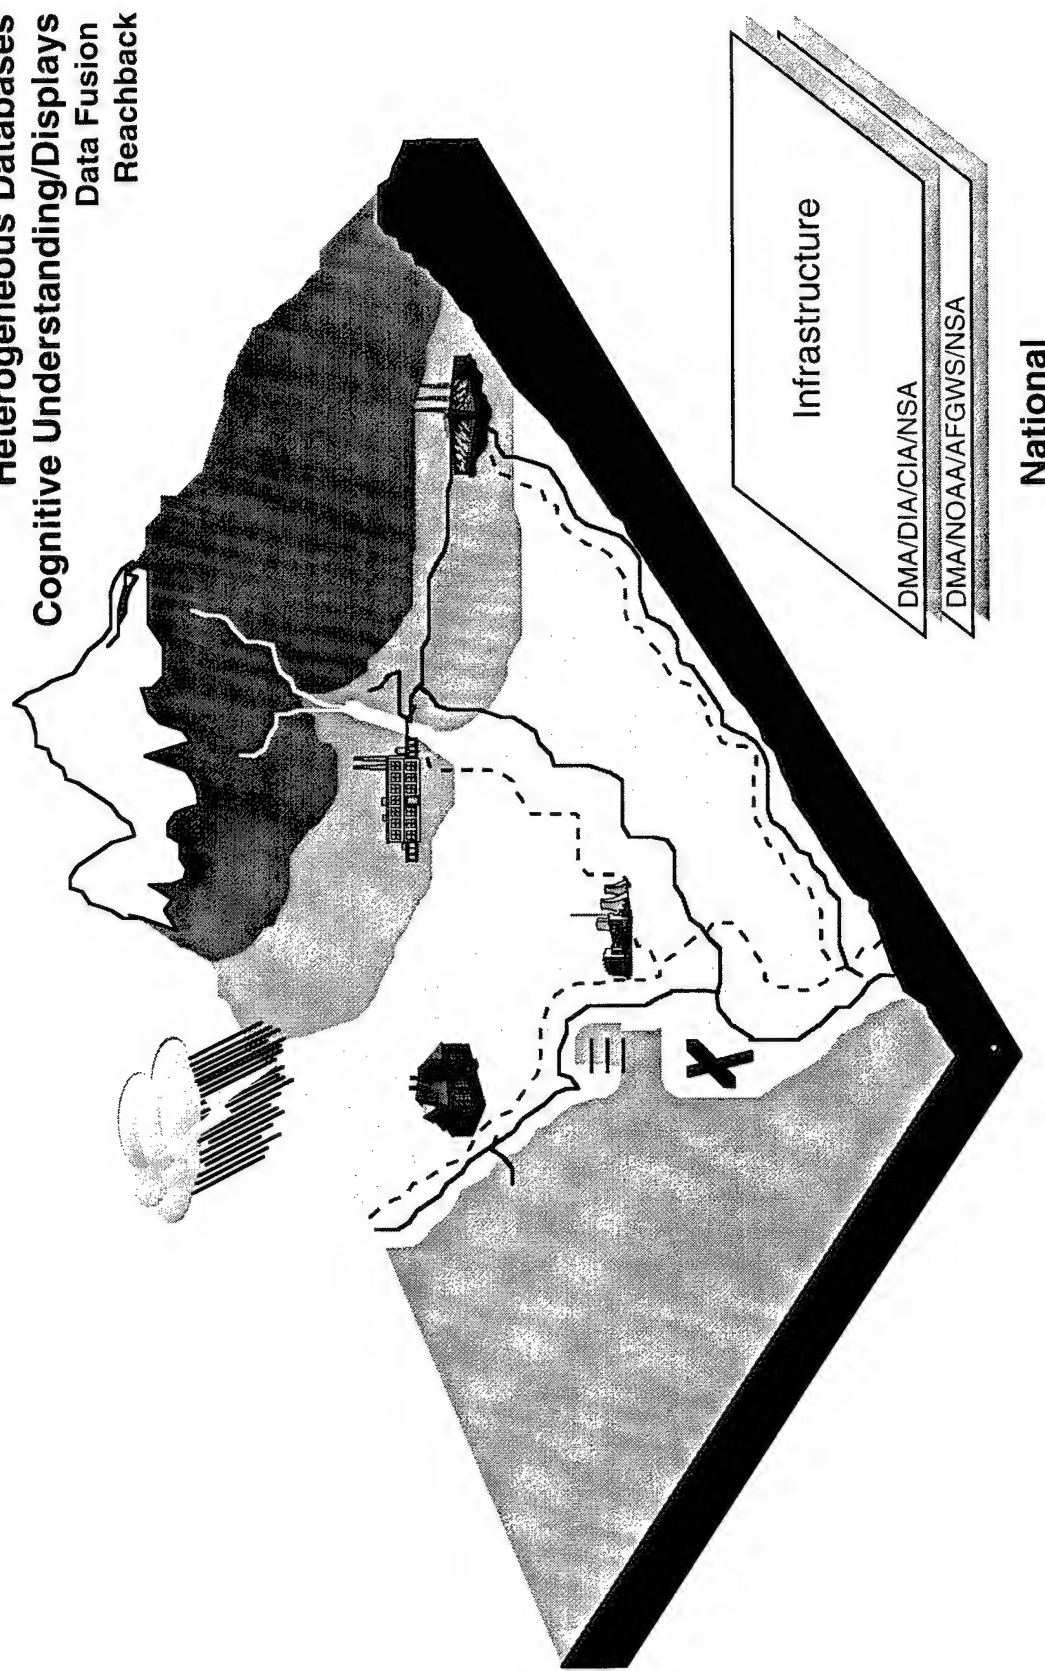 Heterogeneous Databases
Cognitive Understanding/Displays
Data Fusion
Reachback
Infrastructure
DMA/DIA/CIA/NSA
DMA/NOAA/AFGWS/NSA
National